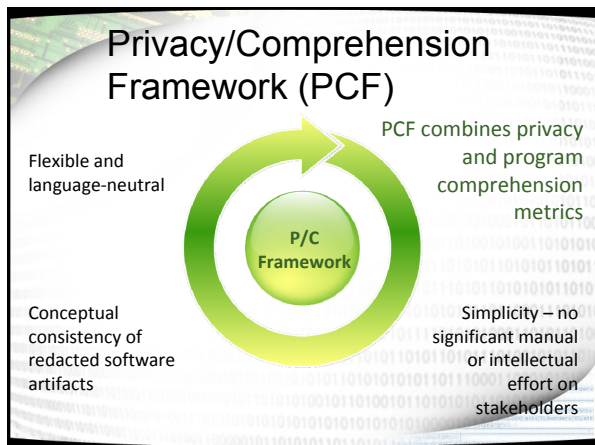 Privacy/Comprehension
Framework (PCF)
Flexible and
language-neutral
PCF combines privacy
and program
comprehension
metrics
P/C
Framework
Conceptual
consistency of
redacted software
artifacts
Simplicity – no
significant manual
or intellectual
effort on
stakeholders